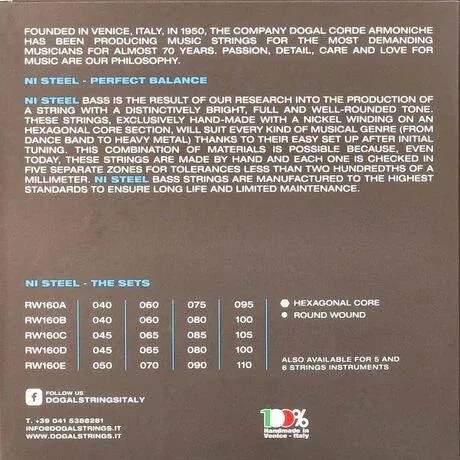 FOUNDED IN VENICE, ITALY, IN 1950, THE COMPANY DOGAL CORDE ARMONICHE
HAS BEEN PRODUCING MUSIC STRINGS FOR THE MOST DEMANDING
MUSICIANS FOR ALMOST 70 YEARS. PASSION, DETAIL, CARE AND LOVE FOR
MUSIC ARE OUR PHILOSOPHY.
NI STEEL - PERFECT BALANCE
NI STEEL BASS IS THE RESULT OF OUR RESEARCH INTO THE PRODUCTION OF
A STRING WITH A DISTINCTIVELY BRIGHT, FULL AND WELL-ROUNDED TONE.
THESE STRINGS, EXCLUSIVELY HAND-MADE WITH A NICKEL WINDING ON AN
HEXAGONAL CORE SECTION, WILL SUIT EVERY KIND OF MUSICAL GENRE (FROM
DANCE BAND TO HEAVY METAL) THANKS TO THEIR EASY SET UP AFTER INITIAL
TUNING. THIS COMBINATION OF MATERIALS IS POSSIBLE BECAUSE, EVEN
TODAY, THESE STRINGS ARE MADE BY HAND AND EACH ONE IS CHECKED IN
FIVE SEPARATE ZONES FOR TOLERANCES LESS THAN TWO HUNDREDTHS OF A
MILLIMETER. NI STEEL BASS STRINGS ARE MANUFACTURED TO THE HIGHEST
STANDARDS TO ENSURE LONG LIFE AND LIMITED MAINTENANCE.
NI STEEL - THE SETS
RW160A 040 060 075 095
RW160B 040 060 080 100
RW160C 045 065 085 105
RW160D 045 065 080 100
RW160E 050 070 090 110
HEXAGONAL CORE
ROUND WOUND
ALSO AVAILABLE FOR 5 AND
6 STRINGS INSTRUMENTS
f FOLLOW US
DOGALSTRINGSITALY
T. +39 041 5388281
INFO@DOGALSTRINGS.IT
WWW.DOGALSTRINGS.IT
100%
Handmade in
Venice - Italy